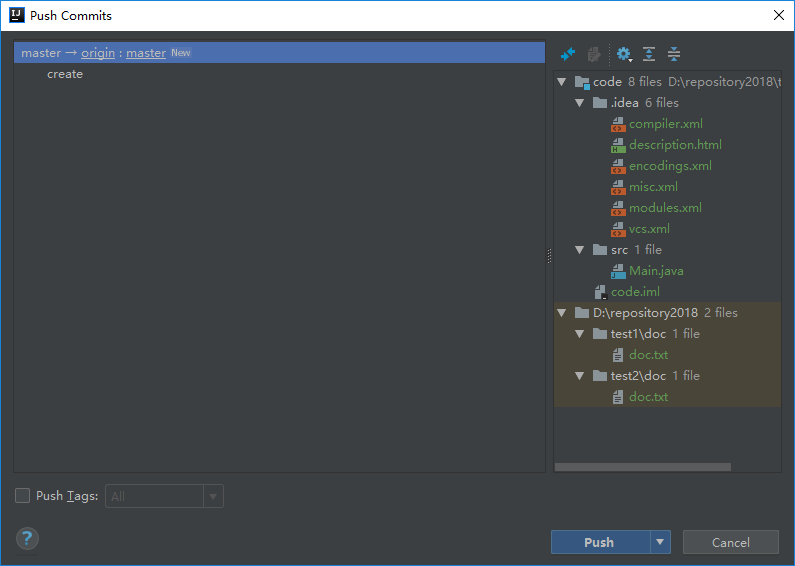 Push Commits
master → origin : master New
create
code 8 files D:\repository2018\t
.idea 6 files
compiler.xml
description.html
encodings.xml
misc.xml
modules.xml
vcs.xml
src 1 file
Main.java
code.iml
D:\repository2018 2 files
test1\doc 1 file
doc.txt
test2\doc 1 file
doc.txt
Push Tags: All
? Push Cancel